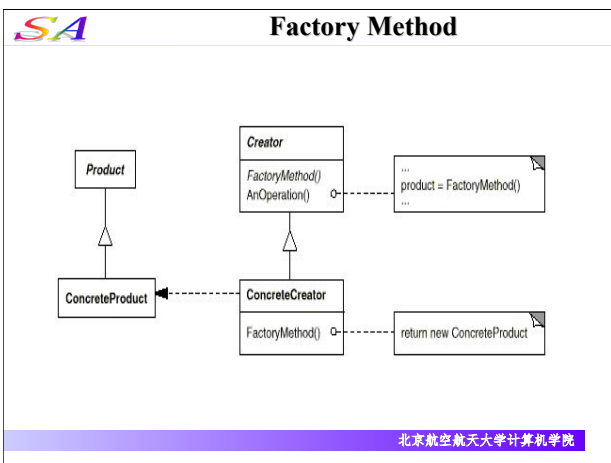 SA
Factory Method
Product
Creator
FactoryMethod()
AnOperation()
...
product = FactoryMethod()
...
ConcreteProduct
ConcreteCreator
FactoryMethod()
return new ConcreteProduct
北京航空航天大学计算机学院